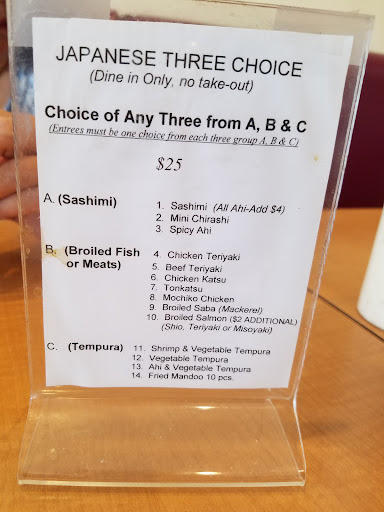 JAPANESE THREE CHOICE
(Dine in Only, no take-out)
Choice of Any Three from A, B & C
(Entrees must be one choice from each three group A, B & C)
$25
A. (Sashimi) 1. Sashimi (All Ahi-Add $4)
2. Mini Chirashi
3. Spicy Ahi
B. (Broiled Fish or Meats) 4. Chicken Teriyaki
5. Beef Teriyaki
6. Chicken Katsu
7. Tonkatsu
8. Mochiko Chicken
9. Broiled Saba (Mackerel)
10. Broiled Salmon ($2 ADDITIONAL)
(Shio, Teriyaki or Misoyaki)
C. (Tempura) 11. Shrimp & Vegetable Tempura
12. Vegetable Tempura
13. Ahi & Vegetable Tempura
14. Fried Mandoo 10 pcs.